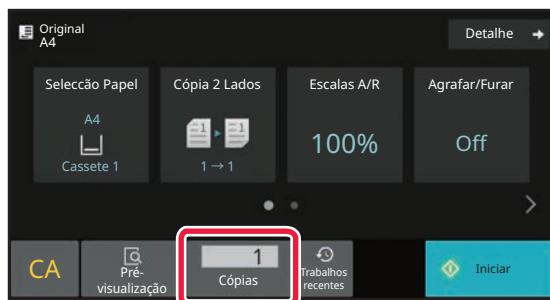 Original
A4
Detalhe
Selecção Papel
Cópia 2 Lados
Escalas A/R
Agrafar/Furar
A4
Cassete 1
1 → 1
100%
Off
CA
Pré-
visualização
1
Cópias
Trabalhos
recentes
Iniciar